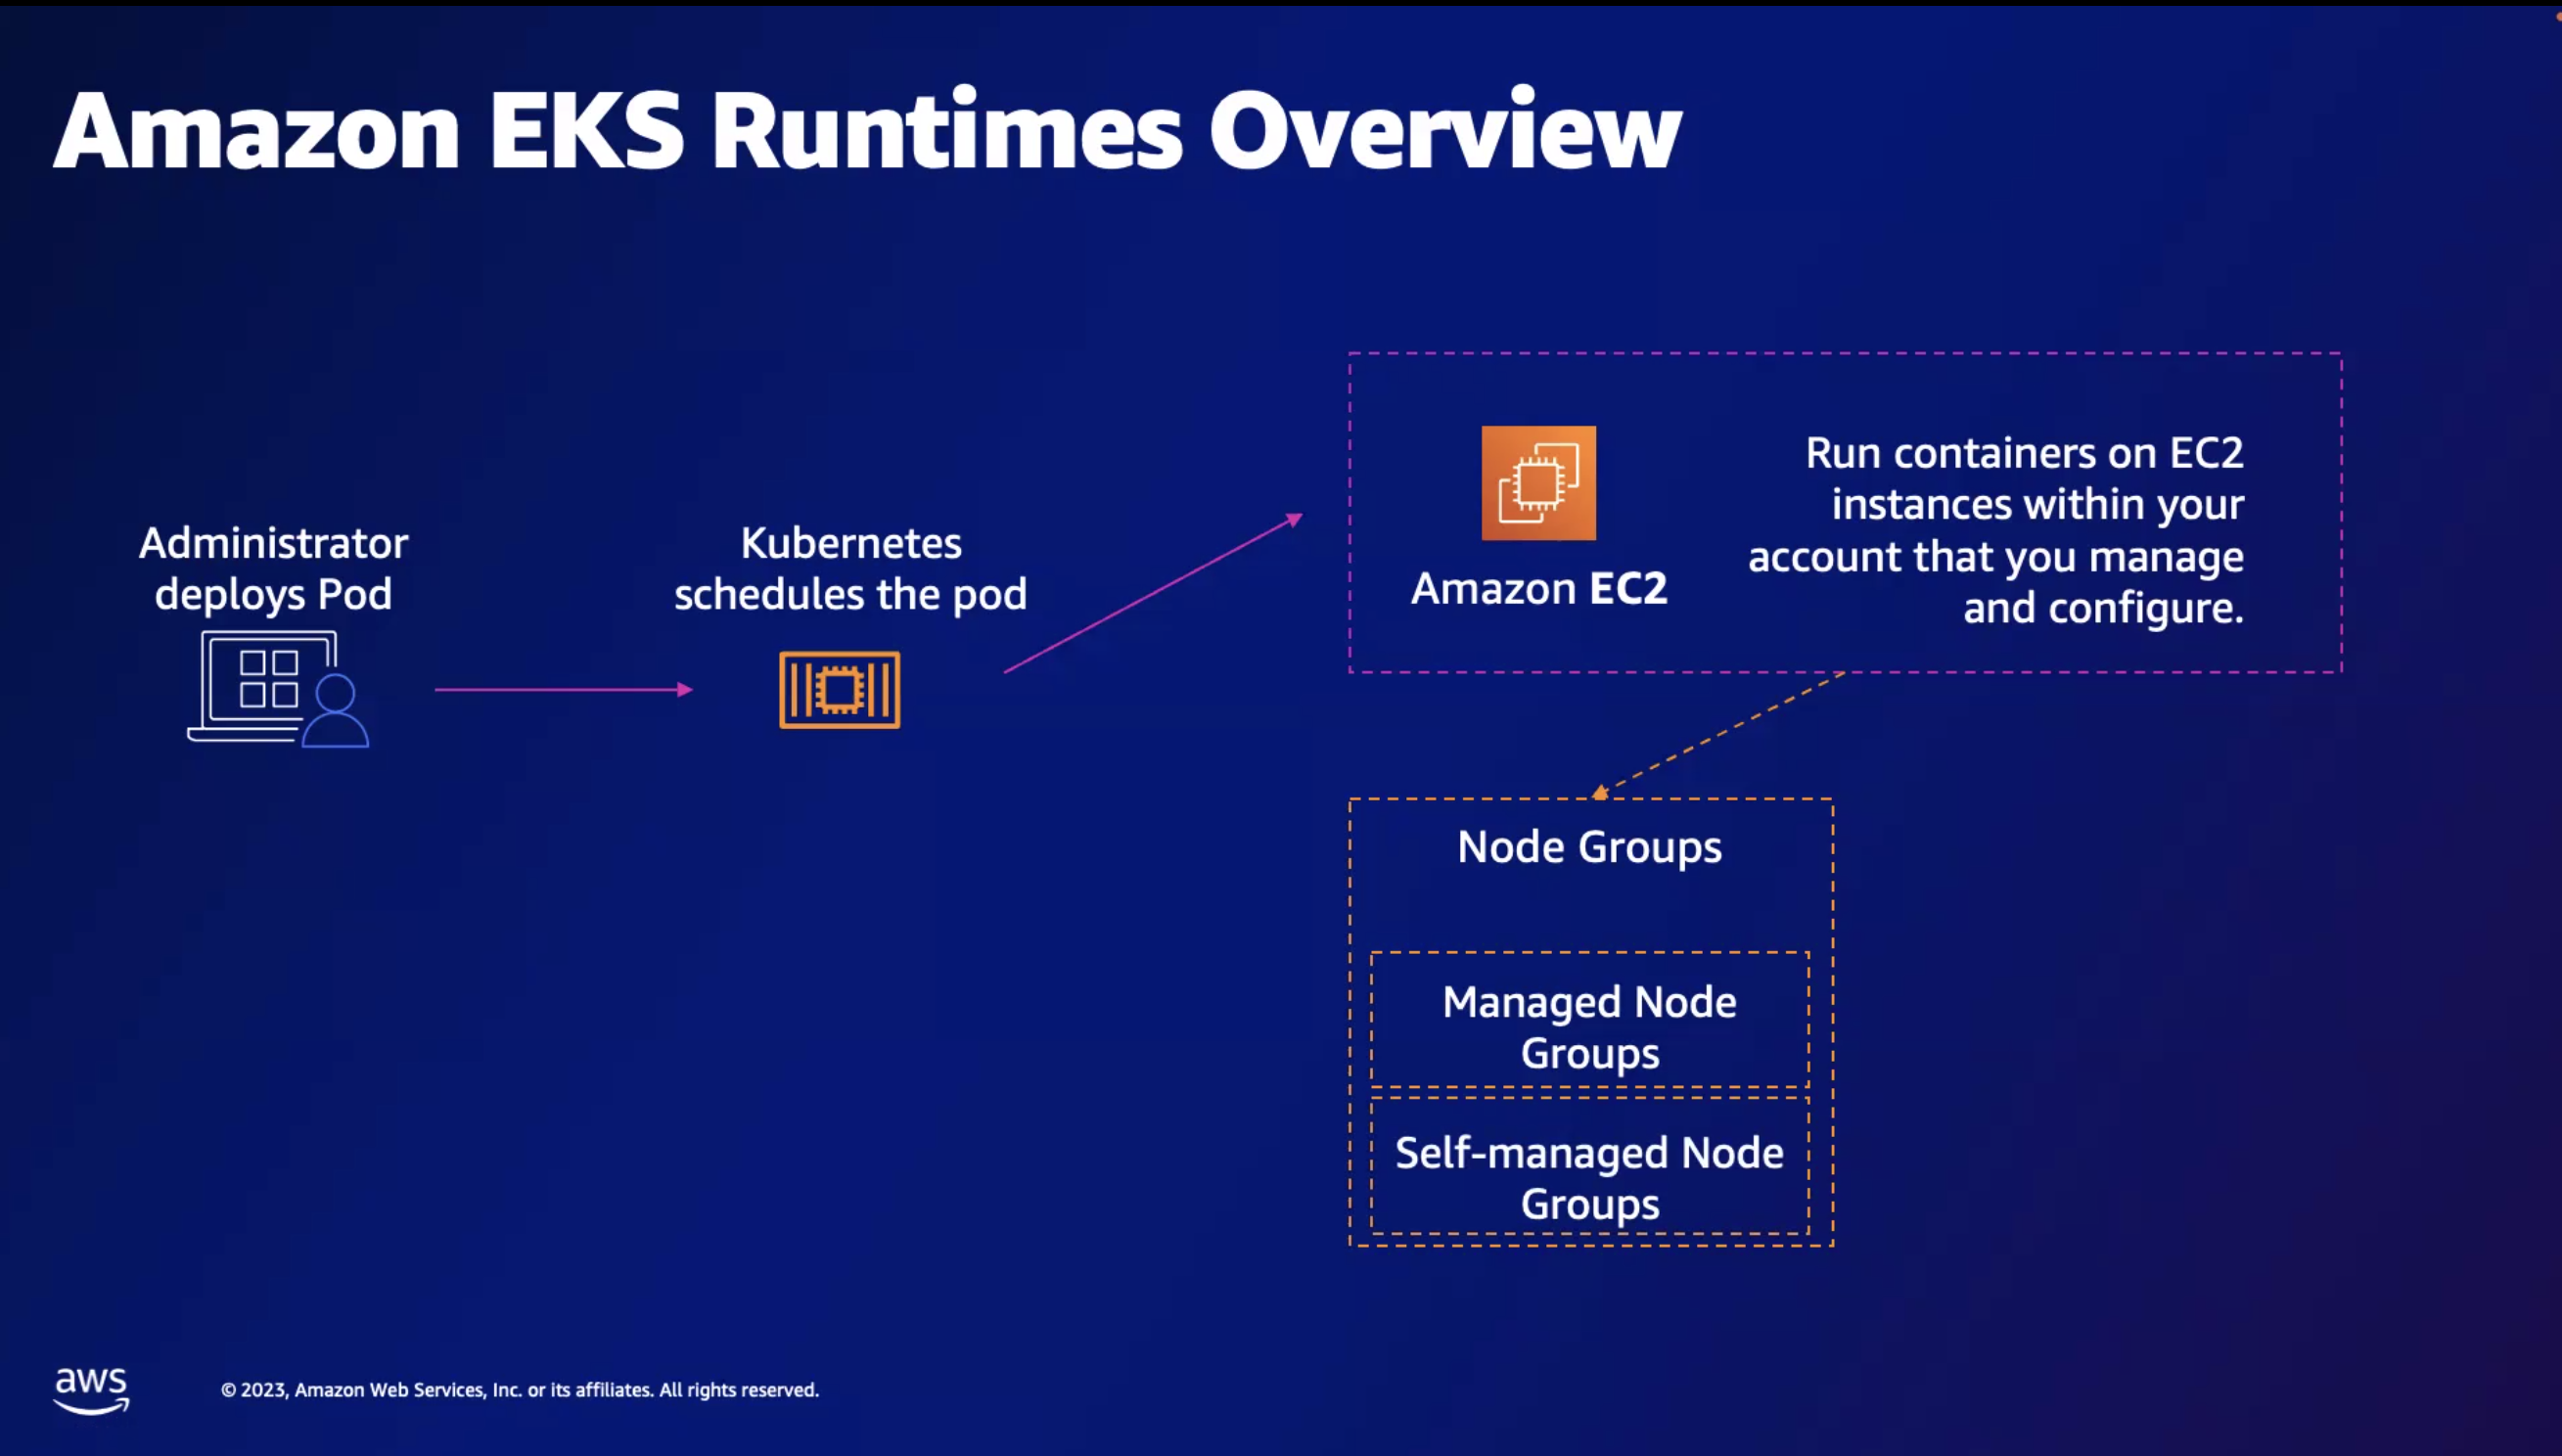 Amazon EKS Runtimes Overview
Administrator
deploys Pod
Kubernetes
schedules the pod
Amazon EC2
Run containers on EC2
instances within your
account that you manage
and configure.
Node Groups
Managed Node
Groups
Self-managed Node
Groups
aws
© 2023, Amazon Web Services, Inc. or its affiliates. All rights reserved.